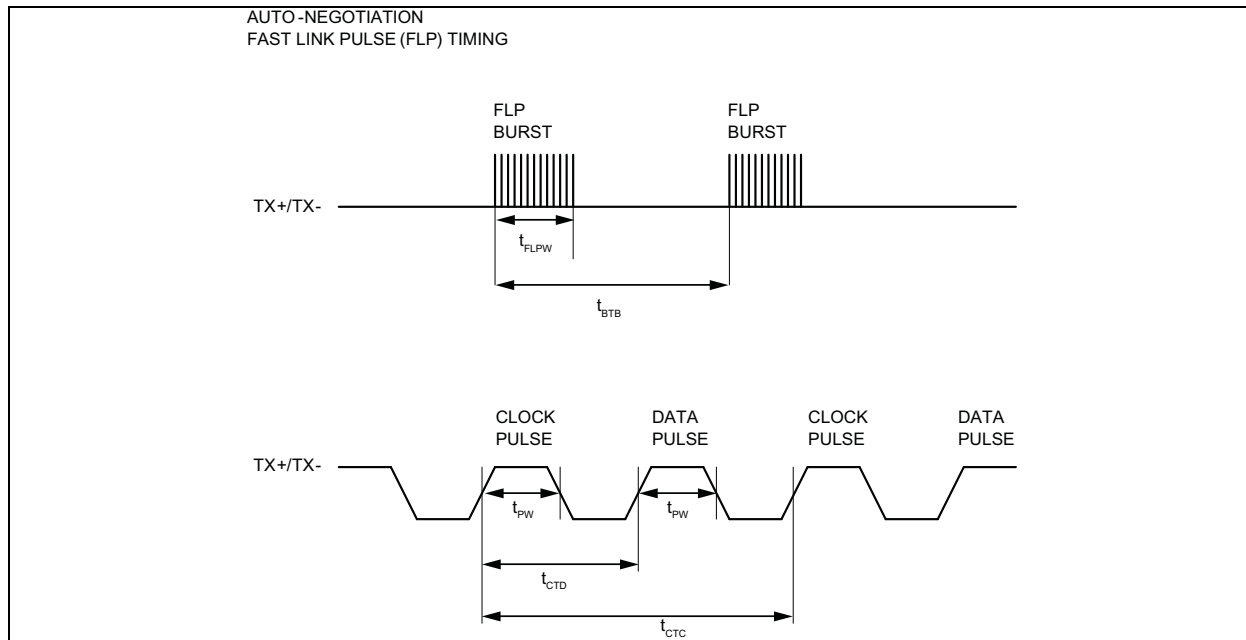 AUTO-NEGOTIATION
FAST LINK PULSE (FLP) TIMING
FLP
BURST
FLP
BURST
TX+/TX-
tFLPW
tBTB
CLOCK
PULSE
DATA
PULSE
CLOCK
PULSE
DATA
PULSE
TX+/TX-
tPW
tPW
tCTD
tCTC